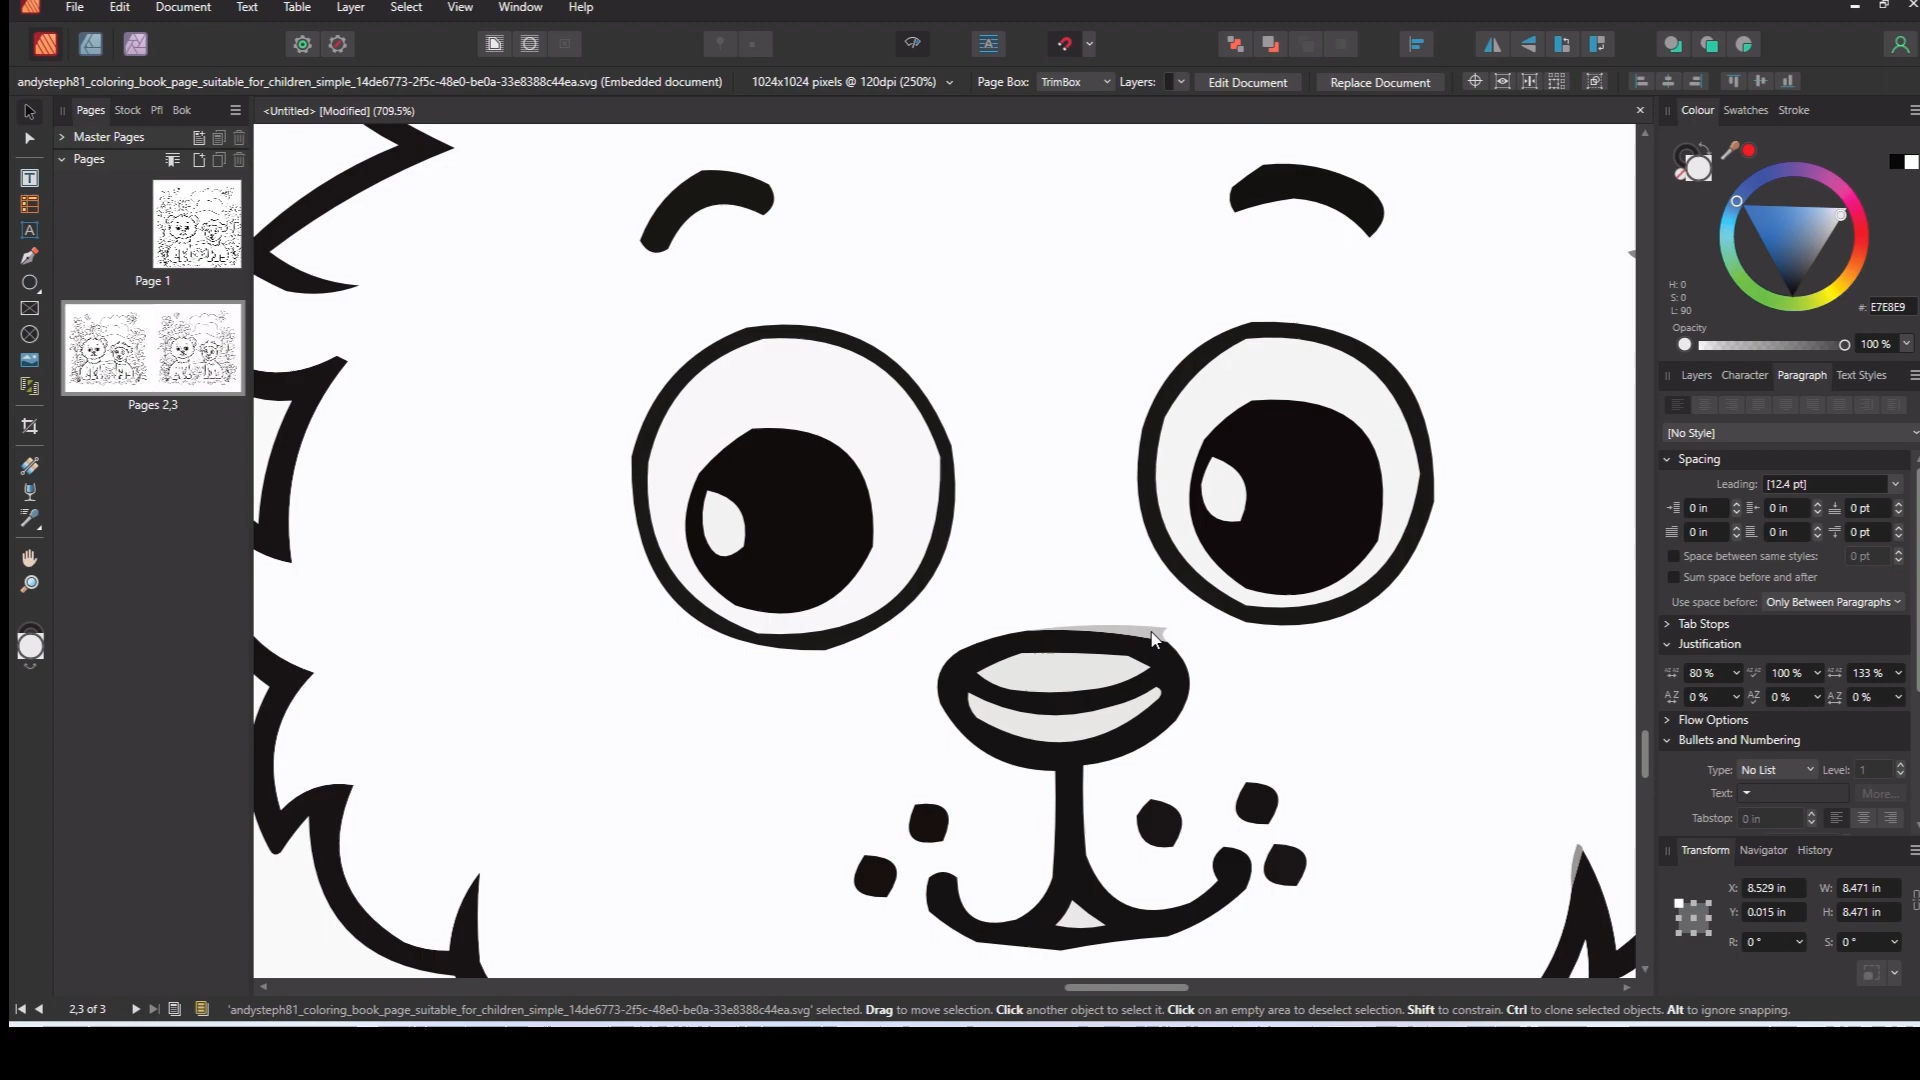 File Edit Document Text Table Layer Select View Window Help
andysteph81_coloring_book_page_suitable_for_children_simple_14de6773-2f5c-48e0-be0a-33e8388c44ea.svg (Embedded document) 1024x1024 pixels @ 120dpi (250%) Page Box: TrimBox Layers: Edit Document Replace Document
Pages Stock Pfl Bok
<Untitled> [Modified] (709.5%)
Colour Swatches Stroke
Master Pages
Pages
Page 1
Pages 2,3
H: 0
S: 0
L: 90
#: E7E8E9
Opacity
100 %
Layers Character Paragraph Text Styles
[No Style]
Spacing
Leading: [12.4 pt]
0 in 0 in 0 pt
0 in 0 in 0 pt
Space between same styles: 0 pt
Sum space before and after
Use space before: Only Between Paragraphs
Tab Stops
Justification
80 % 100 % 133 %
0 % 0 % 0 %
Flow Options
Bullets and Numbering
Type: No List Level: 1
Text: More...
Tabstop: 0 in
Transform Navigator History
X: 8.529 in W: 8.471 in
Y: 0.015 in H: 8.471 in
R: 0 ° S: 0 °
2,3 of 3 'andysteph81_coloring_book_page_suitable_for_children_simple_14de6773-2f5c-48e0-be0a-33e8388c44ea.svg' selected. Drag to move selection. Click another object to select it. Click on an empty area to deselect selection. Shift to constrain. Ctrl to clone selected objects. Alt to ignore snapping.